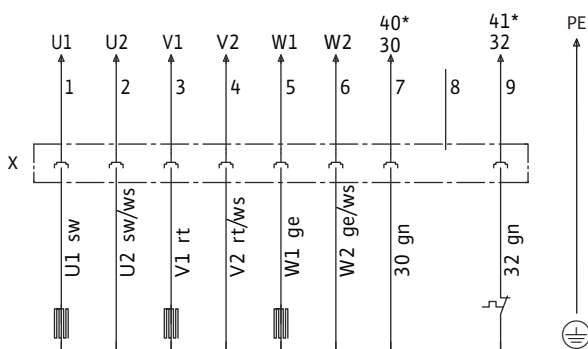 40* 41* PE
U1 U2 V1 V2 W1 W2 30 32
1 2 3 4 5 6 7 8 9
X
U1 sw
U2 sw/ws
V1 rt
V2 rt/ws
W1 ge
W2 ge/ws
30 gn
32 gn